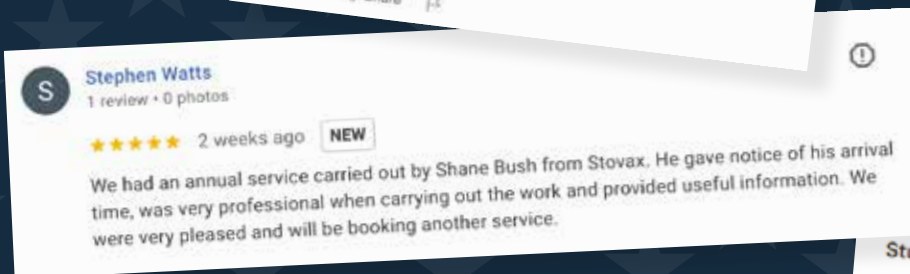 S
Stephen Watts
1 review • 0 photos
2 weeks ago NEW
We had an annual service carried out by Shane Bush from Stovax. He gave notice of his arrival
time, was very professional when carrying out the work and provided useful information. We
were very pleased and will be booking another service.